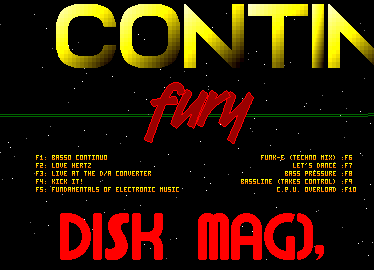 CONTIN
fury
F1: BASSO CONTINUO
F2: LOVE HERTZ
F3: LIVE AT THE D/A CONVERTER
F4: KICK IT!
F5: FUNDAMENTALS OF ELECTRONIC MUSIC
FUNK-E (TECHNO MIX) :F6
LET'S DANCE :F7
BASS PRESSURE :F8
BASSLINE (TAKES CONTROL) :F9
C.P.U. OVERLOAD :F10
DISK MAG),